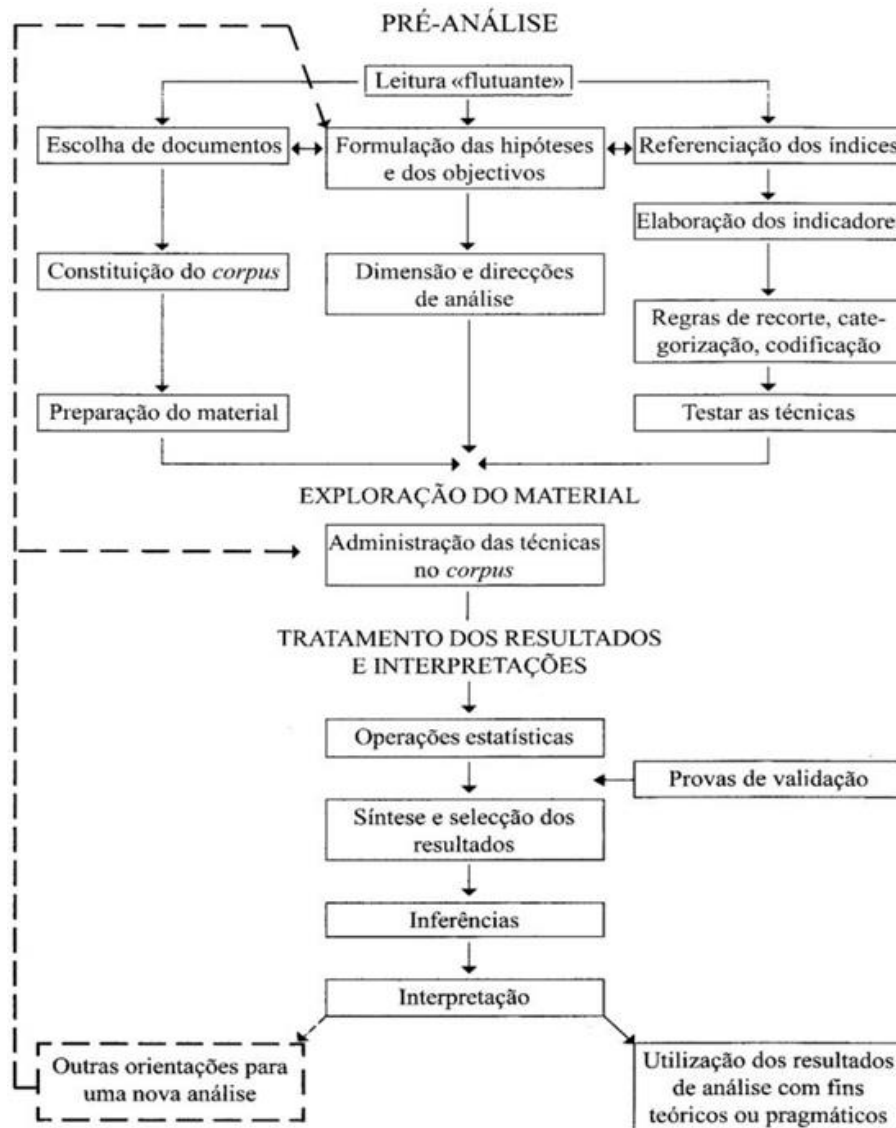 PRÉ-ANÁLISE
Leitura «flutuante»
Escolha de documentos
Formulação das hipóteses
e dos objectivos
Referenciação dos índices
Elaboração dos indicadore
Constituição do corpus
Dimensão e direcções
de análise
Regras de recorte, cate-
gorização, codificação
Preparação do material
Testar as técnicas
EXPLORAÇÃO DO MATERIAL
Administração das técnicas
no corpus
TRATAMENTO DOS RESULTADOS
E INTERPRETAÇÕES
Operações estatísticas
Provas de validação
Síntese e selecção dos
resultados
Inferências
Interpretação
Outras orientações para
uma nova análise
Utilização dos resultados
de análise com fins
teóricos ou pragmáticos